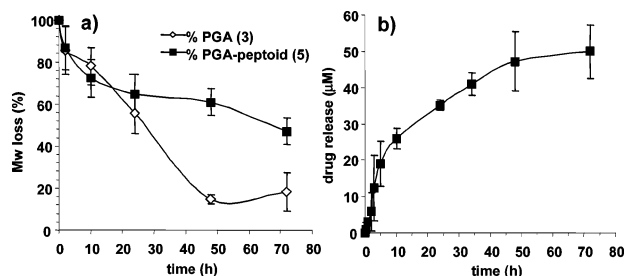 a)
% PGA (3)
% PGA-peptoid (5)
Mw loss (%)
100
80
60
40
20
0
0 10 20 30 40 50 60 70 80
time (h)
b)
drug release (μM)
60
50
40
30
20
10
0
0 10 20 30 40 50 60 70 80
time (h)